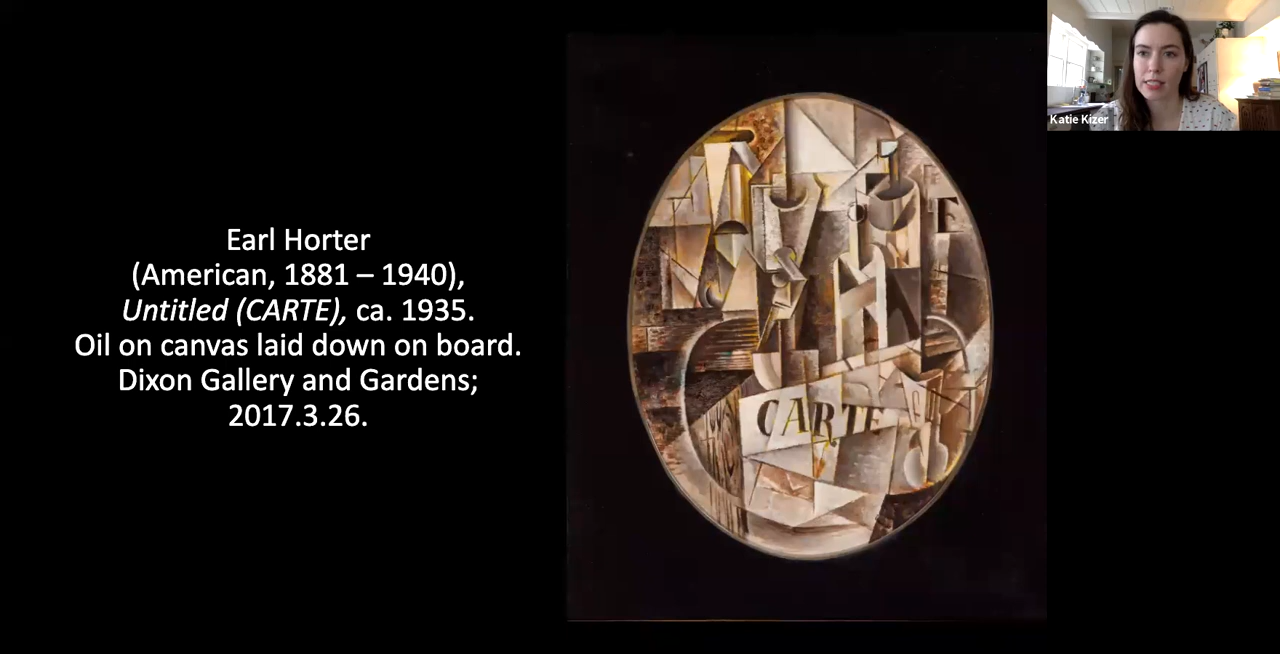 Earl Horter
(American, 1881 – 1940),
Untitled (CARTE), ca. 1935.
Oil on canvas laid down on board.
Dixon Gallery and Gardens;
2017.3.26.
E
CARTE
Katie Kizer